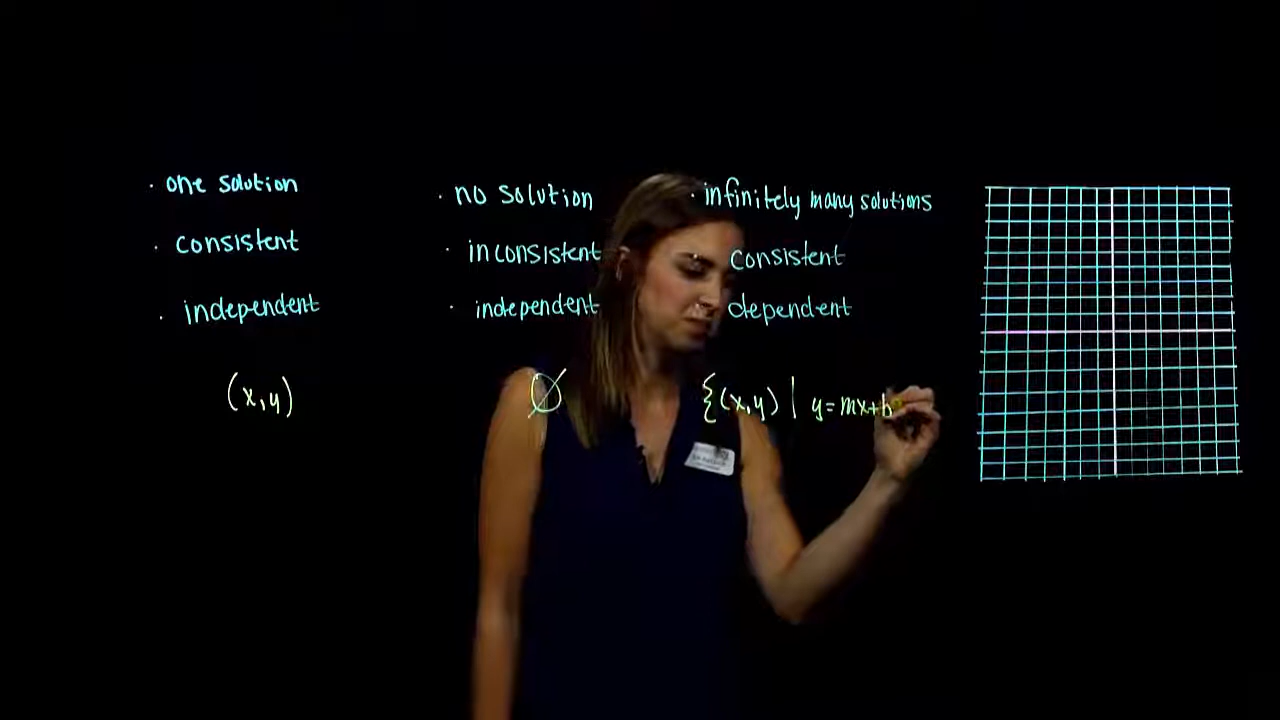 · one solution
· consistent
· independent
(x,y)
· no solution
· inconsistent
· independent
∅
· infinitely many solutions
consistent
dependent
{(x,y) | y=mx+b